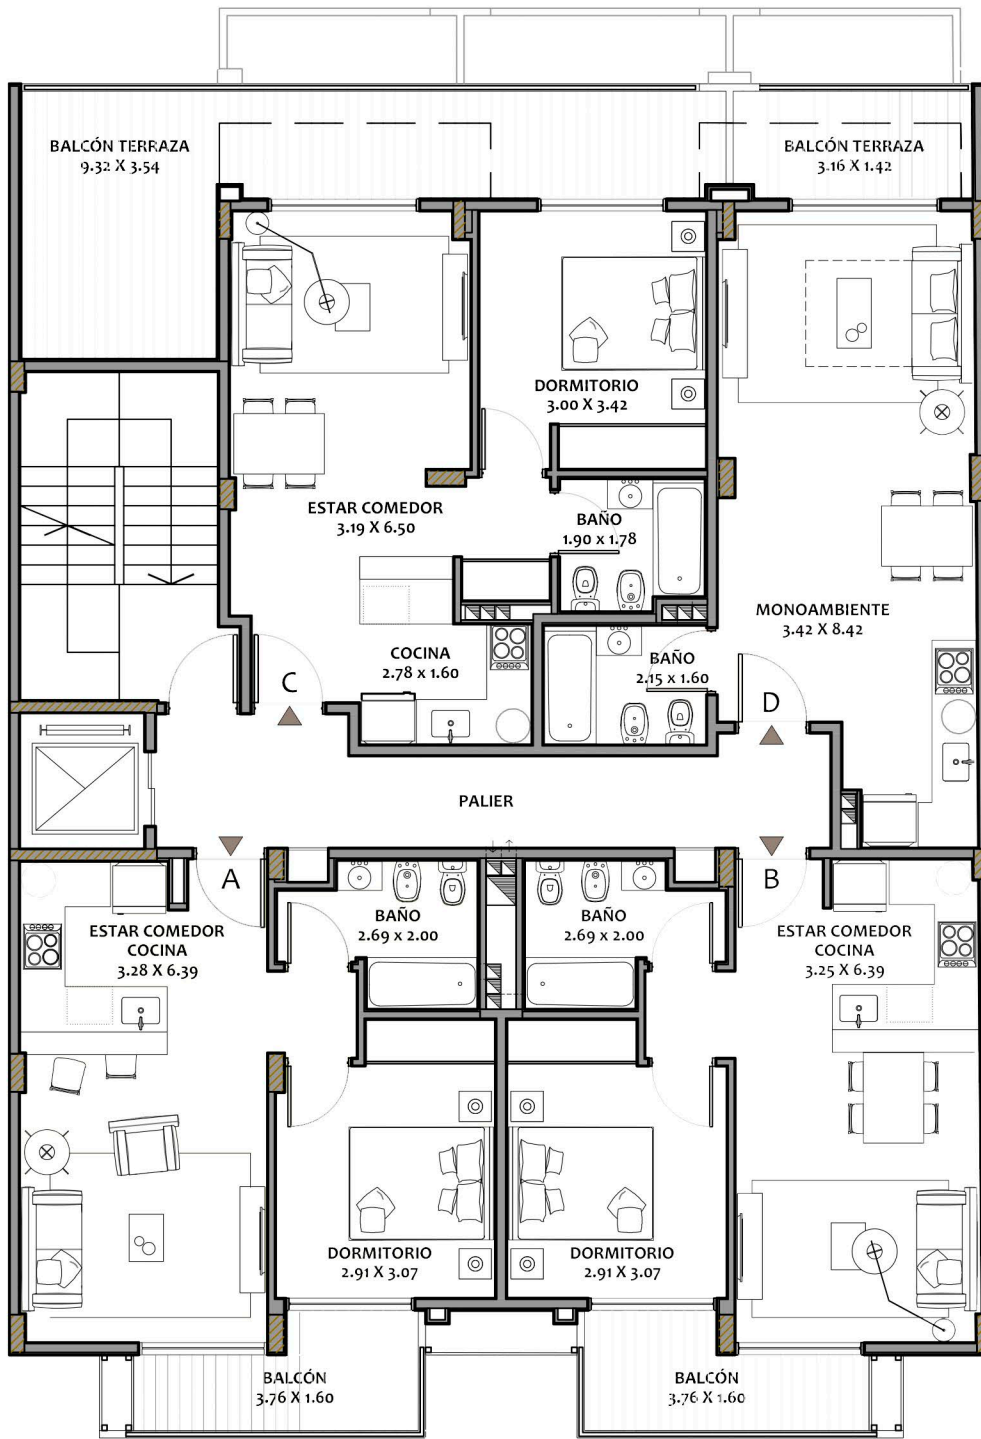 BALCÓN TERRAZA
9.32 X 3.54
BALCÓN TERRAZA
3.16 X 1.42
DORMITORIO
3.00 X 3.42
ESTAR COMEDOR
3.19 X 6.50
BAÑO
1.90 x 1.78
MONOAMBIENTE
3.42 X 8.42
COCINA
2.78 x 1.60
BAÑO
2.15 x 1.60
C
D
PALIER
A
B
ESTAR COMEDOR
COCINA
3.28 X 6.39
BAÑO
2.69 x 2.00
BAÑO
2.69 x 2.00
ESTAR COMEDOR
COCINA
3.25 X 6.39
DORMITORIO
2.91 X 3.07
DORMITORIO
2.91 X 3.07
BALCÓN
3.76 X 1.60
BALCÓN
3.76 X 1.60